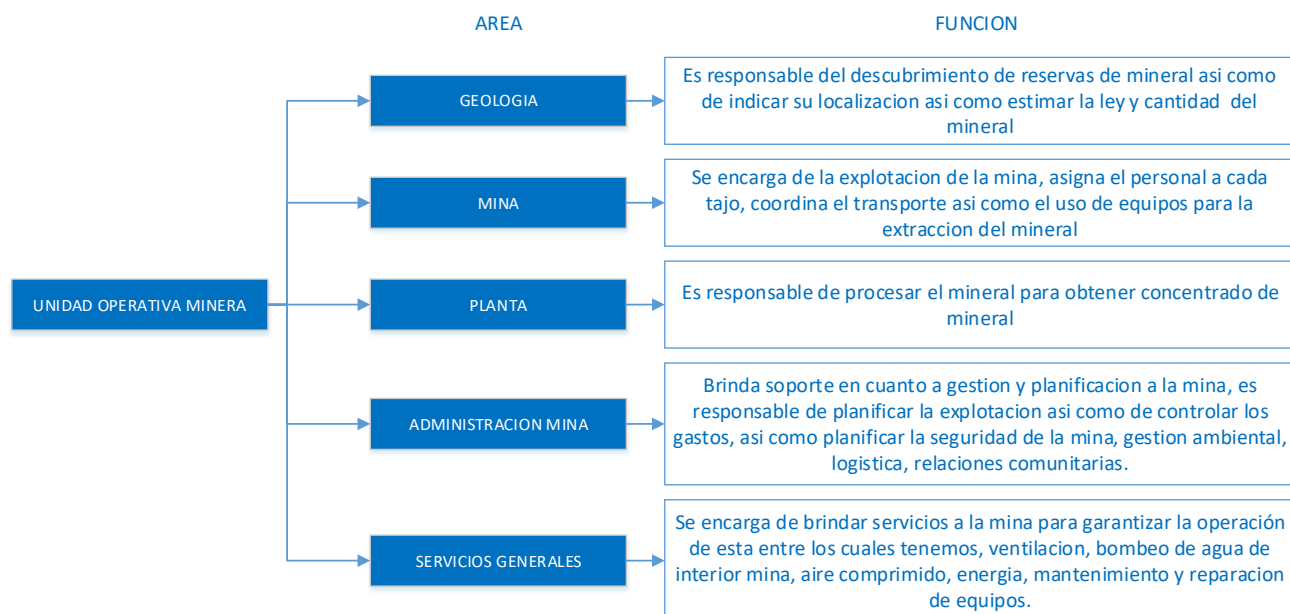 AREA
FUNCION
GEOLOGIA
Es responsable del descubrimiento de reservas de mineral asi como
de indicar su localizacion asi como estimar la ley y cantidad  del
mineral
MINA
Se encarga de la explotacion de la mina, asigna el personal a cada
tajo, coordina el transporte asi como el uso de equipos para la
extraccion del mineral
UNIDAD OPERATIVA MINERA
PLANTA
Es responsable de procesar el mineral para obtener concentrado de
mineral
ADMINISTRACION MINA
Brinda soporte en cuanto a gestion y planificacion a la mina, es
responsable de planificar la explotacion asi como de controlar los
gastos, asi como planificar la seguridad de la mina, gestion ambiental,
logistica, relaciones comunitarias.
SERVICIOS GENERALES
Se encarga de brindar servicios a la mina para garantizar la operación
de esta entre los cuales tenemos, ventilacion, bombeo de agua de
interior mina, aire comprimido, energia, mantenimiento y reparacion
de equipos.